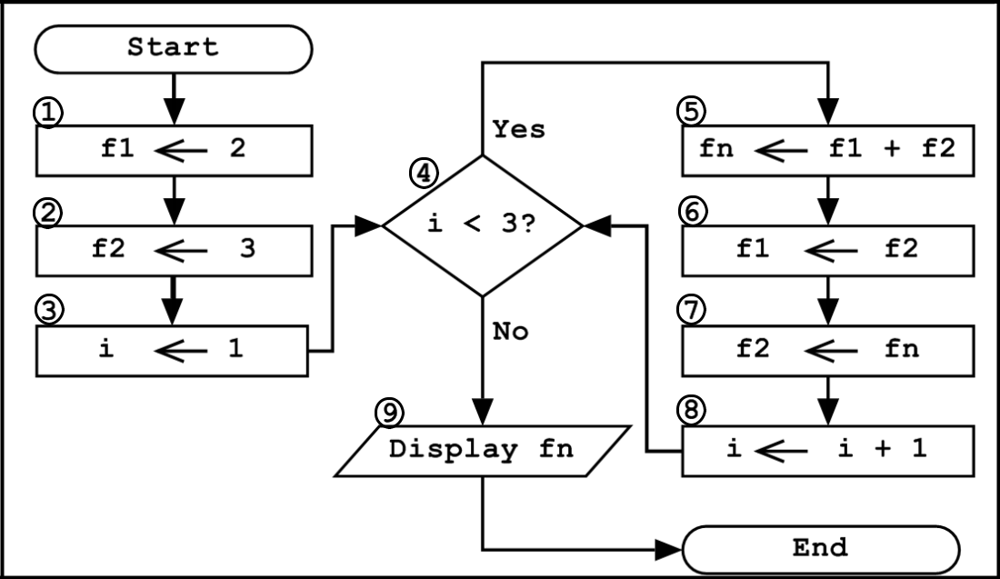 Start
①
f1 ← 2
②
f2 ← 3
③
i ← 1
④
i < 3?
Yes
No
⑤
fn ← f1 + f2
⑥
f1 ← f2
⑦
f2 ← fn
⑧
i ← i + 1
⑨
Display fn
End